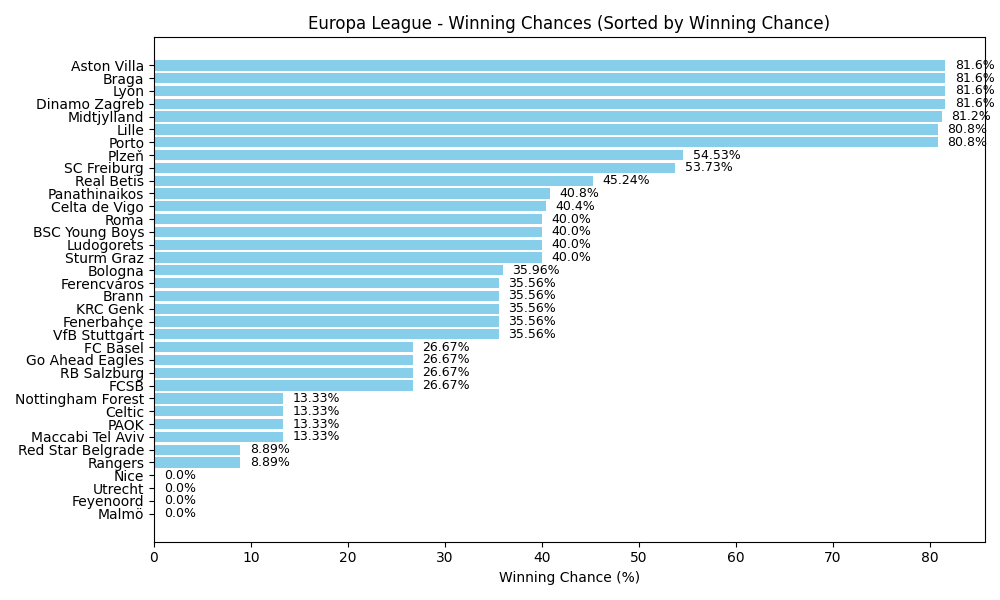 Europa League - Winning Chances (Sorted by Winning Chance)
Aston Villa 81.6%
Braga 81.6%
Lyon 81.6%
Dinamo Zagreb 81.6%
Midtjylland 81.2%
Lille 80.8%
Porto 80.8%
Plzeň 54.53%
SC Freiburg 53.73%
Real Betis 45.24%
Panathinaikos 40.8%
Celta de Vigo 40.4%
Roma 40.0%
BSC Young Boys 40.0%
Ludogorets 40.0%
Sturm Graz 40.0%
Bologna 35.96%
Ferencváros 35.56%
Brann 35.56%
KRC Genk 35.56%
Fenerbahçe 35.56%
VfB Stuttgart 35.56%
FC Basel 26.67%
Go Ahead Eagles 26.67%
RB Salzburg 26.67%
FCSB 26.67%
Nottingham Forest 13.33%
Celtic 13.33%
PAOK 13.33%
Maccabi Tel Aviv 13.33%
Red Star Belgrade 8.89%
Rangers 8.89%
Nice 0.0%
Utrecht 0.0%
Feyenoord 0.0%
Malmö 0.0%
0 10 20 30 40 50 60 70 80
Winning Chance (%)